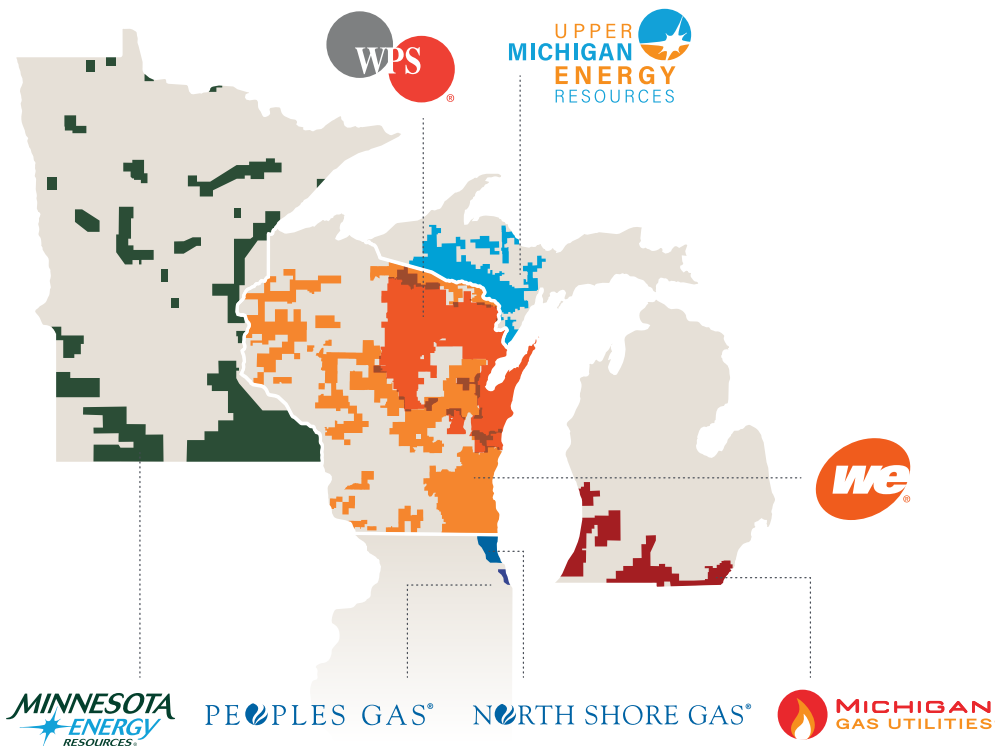 WPS
®
UPPER
MICHIGAN
ENERGY
RESOURCES
we
®
MINNESOTA
ENERGY
RESOURCES®
PEOPLES GAS®
NORTH SHORE GAS®
MICHIGAN
GAS UTILITIES